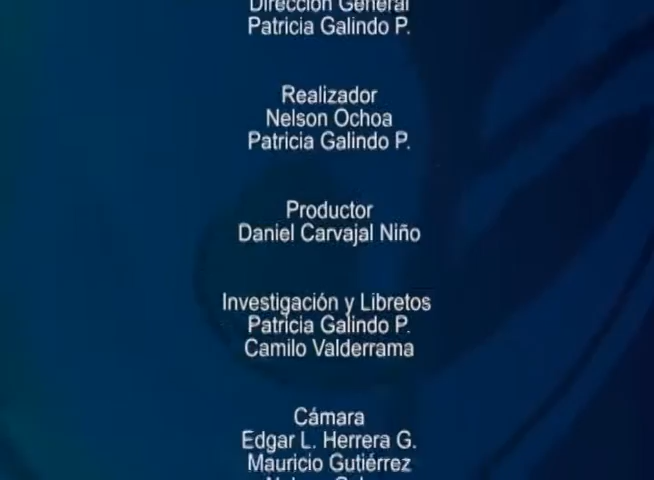 Dirección General
Patricia Galindo P.
Realizador
Nelson Ochoa
Patricia Galindo P.
Productor
Daniel Carvajal Niño
Investigación y Libretos
Patricia Galindo P.
Camilo Valderrama
Cámara
Edgar L. Herrera G.
Mauricio Gutiérrez